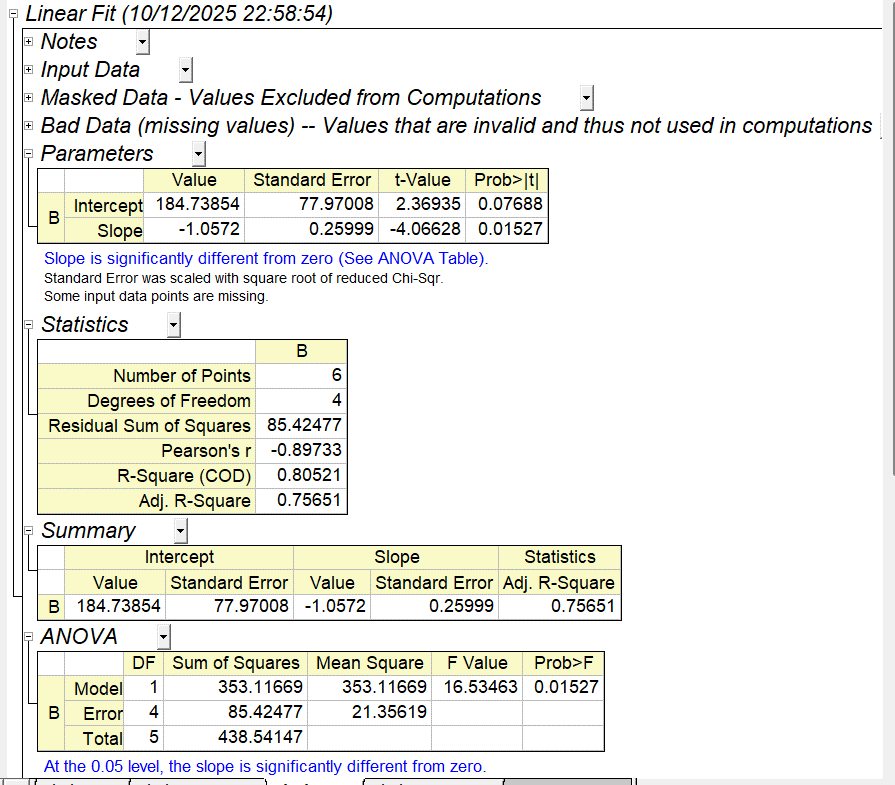 Linear Fit (10/12/2025 22:58:54)
Notes
Input Data
Masked Data - Values Excluded from Computations
Bad Data (missing values) -- Values that are invalid and thus not used in computations
Parameters
Value Standard Error t-Value Prob>|t|
B Intercept 184.73854 77.97008 2.36935 0.07688
Slope -1.0572 0.25999 -4.06628 0.01527
Slope is significantly different from zero (See ANOVA Table).
Standard Error was scaled with square root of reduced Chi-Sqr.
Some input data points are missing.
Statistics
B
Number of Points 6
Degrees of Freedom 4
Residual Sum of Squares 85.42477
Pearson's r -0.89733
R-Square (COD) 0.80521
Adj. R-Square 0.75651
Summary
Intercept Slope Statistics
Value Standard Error Value Standard Error Adj. R-Square
B 184.73854 77.97008 -1.0572 0.25999 0.75651
ANOVA
DF Sum of Squares Mean Square F Value Prob>F
B Model 1 353.11669 353.11669 16.53463 0.01527
Error 4 85.42477 21.35619
Total 5 438.54147
At the 0.05 level, the slope is significantly different from zero.